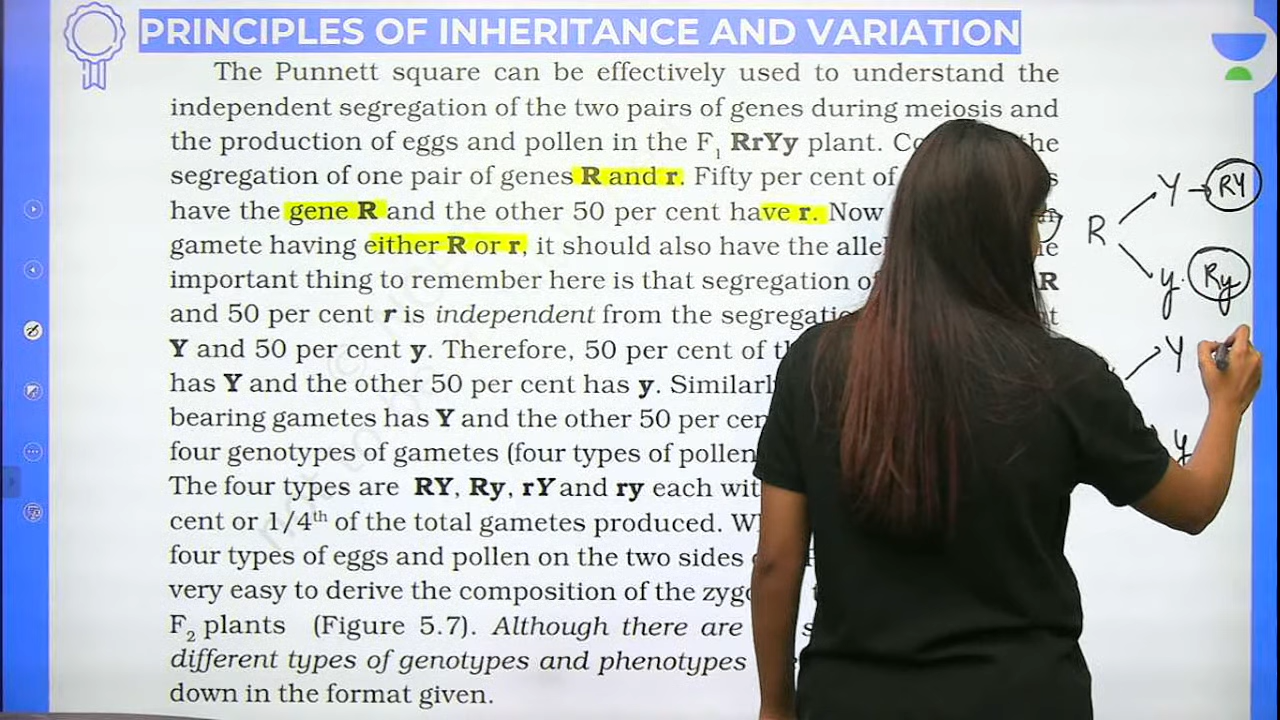 PRINCIPLES OF INHERITANCE AND VARIATION
The Punnett square can be effectively used to understand the
independent segregation of the two pairs of genes during meiosis and
the production of eggs and pollen in the F1 RrYy plant. the
segregation of one pair of genes R and r. Fifty per cent of
have the gene R and the other 50 per cent have r. Now
gamete having either R or r, it should also have the
important thing to remember here is that segregation R
and 50 per cent r is independent from the
Y and 50 per cent y. Therefore, 50 per cent of
has Y and the other 50 per cent has y.
bearing gametes has Y and the other 50 per
four genotypes of gametes (four types of pollen
The four types are RY, Ry, rY and ry each
cent or 1/4th of the total gametes produced.
four types of eggs and pollen on the two sides
very easy to derive the composition of the
F2 plants (Figure 5.7). Although there are
different types of genotypes and phenotypes
down in the format given.
R
Y → RY
y. Ry
Y
y